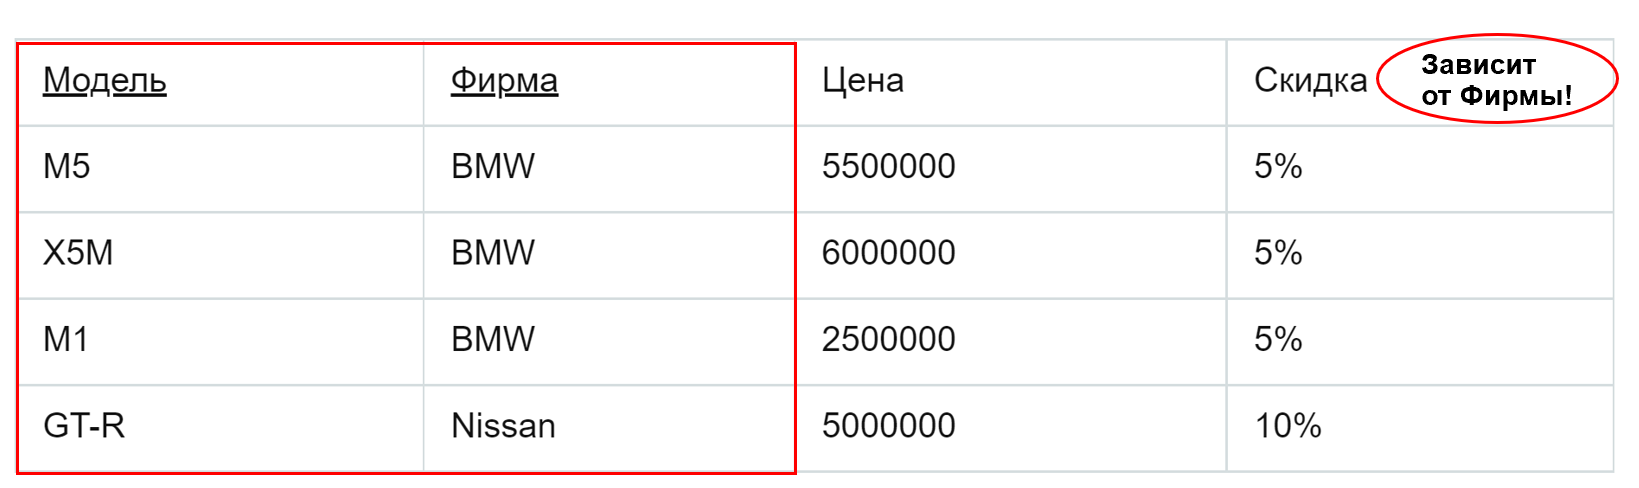 Модель Фирма Цена Скидка Зависит
от Фирмы!
M5 BMW 5500000 5%
X5M BMW 6000000 5%
M1 BMW 2500000 5%
GT-R Nissan 5000000 10%